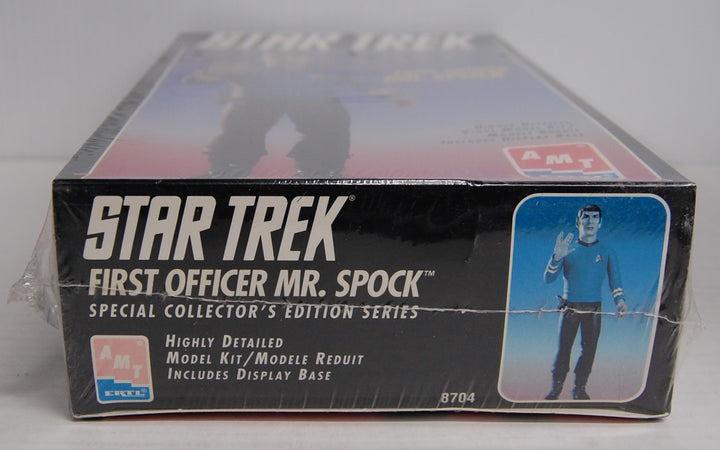 STAR TREK
AMT
STAR TREK®
FIRST OFFICER MR. SPOCK™
SPECIAL COLLECTOR'S EDITION SERIES
HIGHLY DETAILED
MODEL KIT/MODELE REDUIT
INCLUDES DISPLAY BASE
AMT
ERTL®
8704